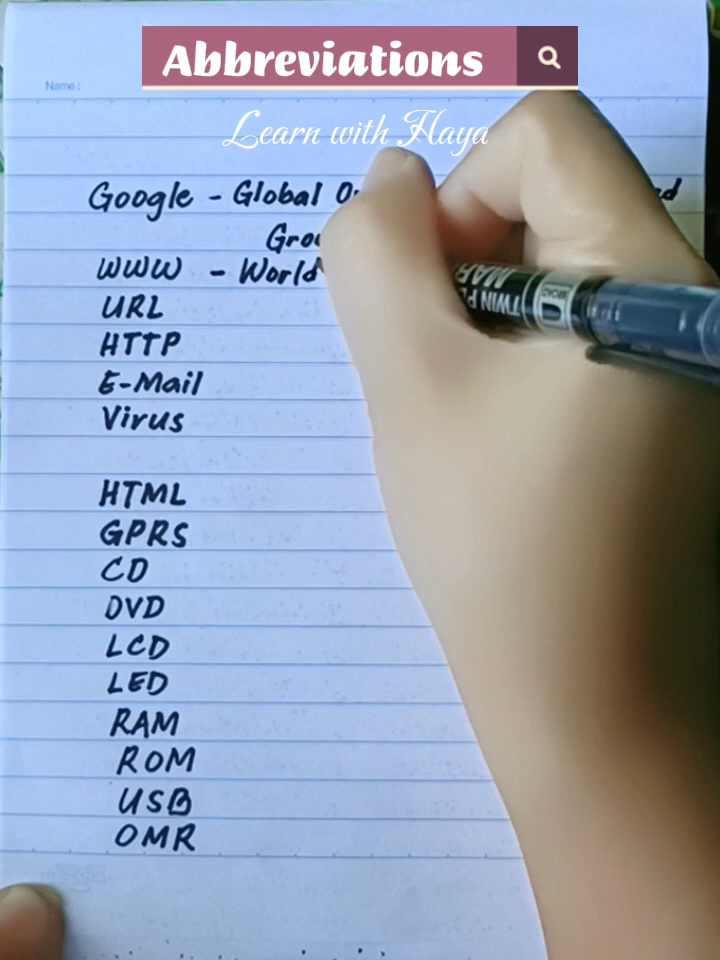 Abbreviations
Name :
Learn with Haya
Google - Global
WWW - World
URL
HTTP
E-Mail
Virus
HTML
GPRS
CD
DVD
LCD
LED
RAM
ROM
USB
OMR